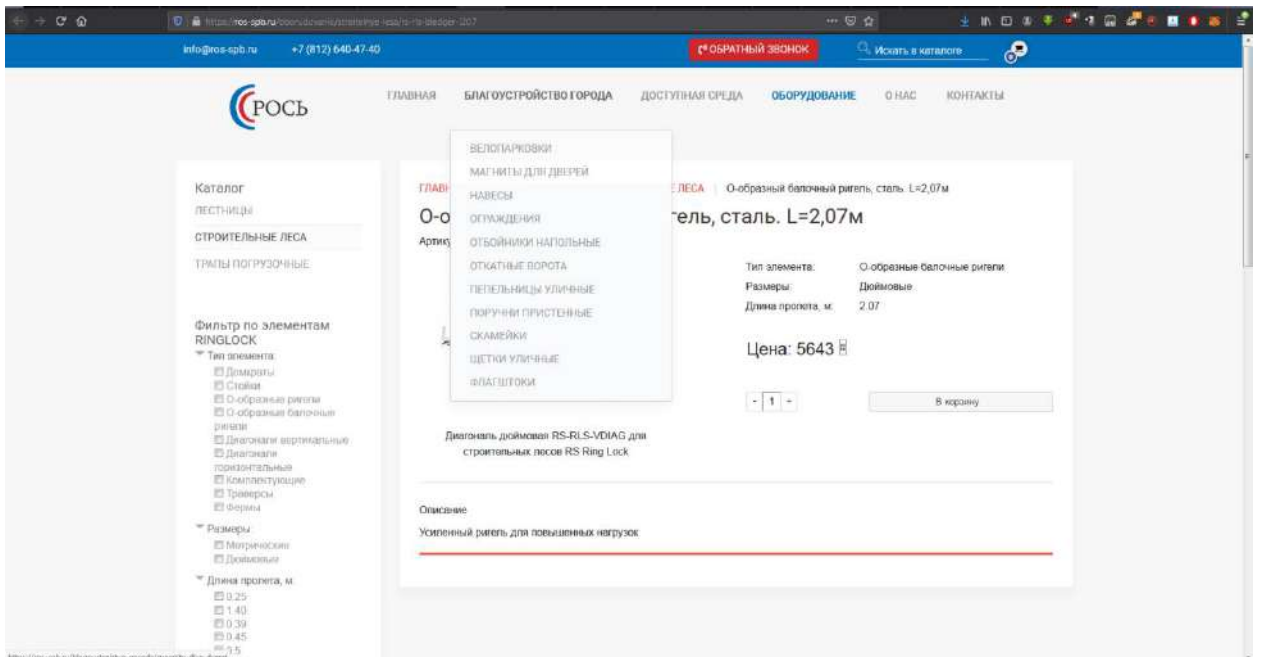 info@ros-spb.ru +7 (812) 640-47-40 ОБРАТНЫЙ ЗВОНОК Искать в каталоге
РОСЬ
ГЛАВНАЯ БЛАГОУСТРОЙСТВО ГОРОДА ДОСТУПНАЯ СРЕДА ОБОРУДОВАНИЕ О НАС КОНТАКТЫ
ВЕЛОПАРКОВКИ
МАГНИТЫ ДЛЯ ДВЕРЕЙ
НАВЕСЫ
ОГРАЖДЕНИЯ
ОТБОЙНИКИ НАПОЛЬНЫЕ
ОТКАТНЫЕ ВОРОТА
ПЕПЕЛЬНИЦЫ УЛИЧНЫЕ
ПОРУЧНИ ПРИСТЕННЫЕ
СКАМЕЙКИ
ЩЕТКИ УЛИЧНЫЕ
ФЛАГШТОКИ
Каталог
ЛЕСТНИЦЫ
СТРОИТЕЛЬНЫЕ ЛЕСА
ТРАПЫ ПОГРУЗОЧНЫЕ
Фильтр по элементам
RINGLOCK
Тип элемента:
Домкраты
Стойки
О-образные ригели
О-образные балочные
ригели
Диагонали вертикальные
Диагонали
горизонтальные
Комплектующие
Траверсы
Фермы
Размеры:
Метрические
Дюймовые
Длина пролета, м:
0.25
1.40
0.39
0.45
ГЛАВ ЛЕСА О-образный балочный ригель, сталь. L=2,07м
О-о гель, сталь. L=2,07м
Артик
Тип элемента: О-образные балочные ригели
Размеры: Дюймовые
Длина пролета, м: 2.07
Цена: 5643
- 1 + В корзину
Диагональ дюймовая RS-RLS-VDIAG для
строительных лесов RS Ring Lock
Описание
Усиленный ригель для повышенных нагрузок